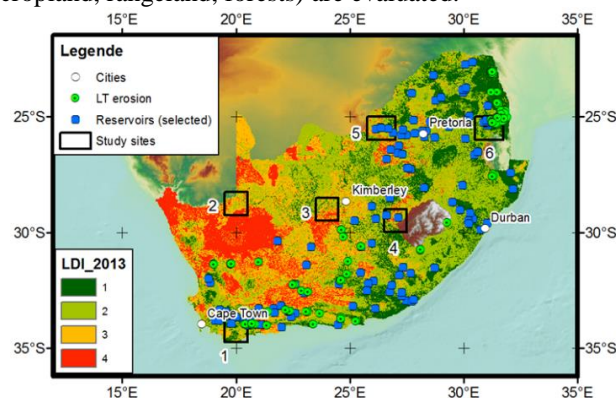 cropland, rangeland, forests) are evaluated.
15°E 20°E 25°E 30°E 35°E
Legende
Cities
LT erosion
Reservoirs (selected)
Study sites
25°S 25°S
5 Pretoria
6
2 3 Kimberley
30°S 30°S
4 Durban
LDI_2013
1
2
3
4
Cape Town
35°S 35°S
1
15°E 20°E 25°E 30°E 35°E